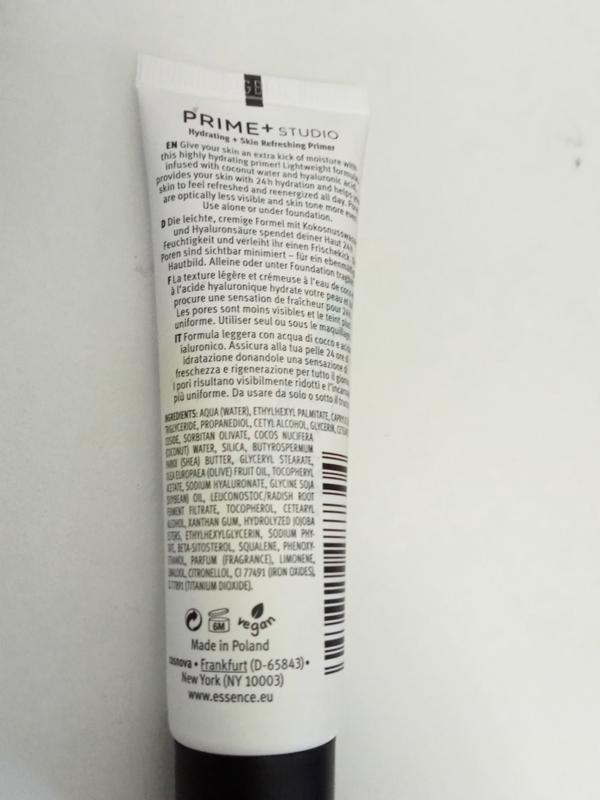 GE
PRIME+ STUDIO
Hydrating + Skin Refreshing Primer
EN Give your skin an extra kick of moisture with
this highly hydrating primer! Lightweight formula,
infused with coconut water and hyaluronic acid,
provides your skin with 24h hydration and helps
skin to feel refreshed and reenergized all day. Pores
are optically less visible and skin tone more even.
Use alone or under foundation.
D Die leichte, cremige Formel mit Kokosnusswasser
und Hyaluronsäure spendet deiner Haut 24h
Feuchtigkeit und verleiht ihr einen Frischekick.
Poren sind sichtbar minimiert – für ein ebenmäßi
Hautbild. Alleine oder unter Foundation tragbar
F La texture légère et crémeuse à l'eau de coco
à l'acide hyaluronique hydrate votre peau et
procure une sensation de fraîcheur pour 24h
Les pores sont moins visibles et le teint plus
uniforme. Utiliser seul ou sous le maquillage
IT Formula leggera con acqua di cocco e acido
ialuronico. Assicura alla tua pelle 24 ore di
idratazione donandole una sensazione di
freschezza e rigenerazione per tutto il giorno
I pori risultano visibilmente ridotti e l'incarnato
più uniforme. Da usare da solo o sotto il trucco
INGREDIENTS: AQUA (WATER), ETHYLHEXYL PALMITATE, CAPRYLIC
TRIGLYCERIDE, PROPANEDIOL, CETYL ALCOHOL, GLYCERIN, CETEAR
COSIDE, SORBITAN OLIVATE, COCOS NUCIFERA
(COCONUT) WATER, SILICA, BUTYROSPERMUM
PARKII (SHEA) BUTTER, GLYCERYL STEARATE,
OLEA EUROPAEA (OLIVE) FRUIT OIL, TOCOPHERYL
ACETATE, SODIUM HYALURONATE, GLYCINE SOJA
(SOYBEAN) OIL, LEUCONOSTOC/RADISH ROOT
FERMENT FILTRATE, TOCOPHEROL, CETEARYL
ALCOHOL, XANTHAN GUM, HYDROLYZED JOJOBA
ESTERS, ETHYLHEXYLGLYCERIN, SODIUM PHY-
TATE, BETA-SITOSTEROL, SQUALENE, PHENOXY-
ETHANOL, PARFUM (FRAGRANCE), LIMONENE,
LINALOOL, CITRONELLOL, CI 77491 (IRON OXIDES),
CI 77891 (TITANIUM DIOXIDE).
6M vegan
Made in Poland
cosnova • Frankfurt (D-65843) •
New York (NY 10003)
www.essence.eu